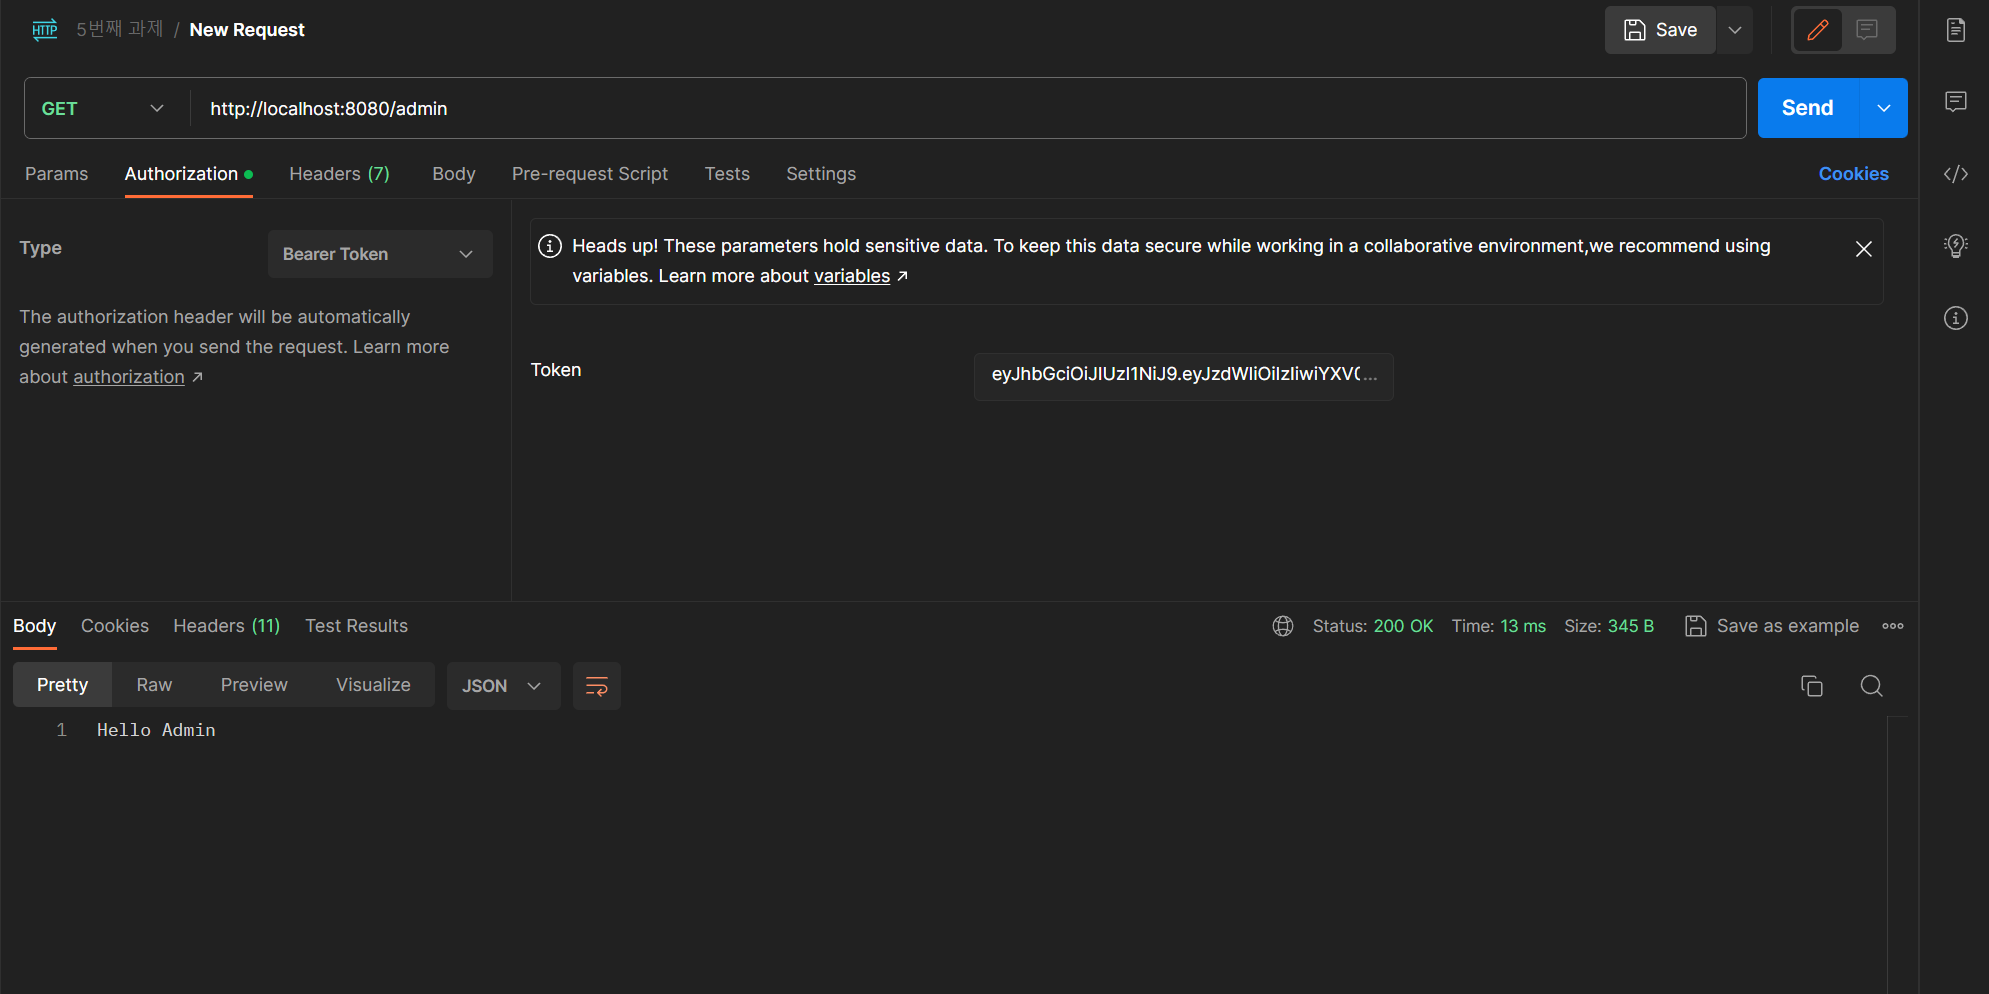 HTTP 5번째 과제 / New Request
Save
GET http://localhost:8080/admin
Send
Params Authorization Headers (7) Body Pre-request Script Tests Settings
Cookies
Type
Bearer Token
The authorization header will be automatically
generated when you send the request. Learn more
about authorization
Heads up! These parameters hold sensitive data. To keep this data secure while working in a collaborative environment,we recommend using
variables. Learn more about variables
Token
Body Cookies Headers (11) Test Results
Status: 200 OK Time: 13 ms Size: 345 B
Save as example
Pretty Raw Preview Visualize
JSON
1 Hello Admin